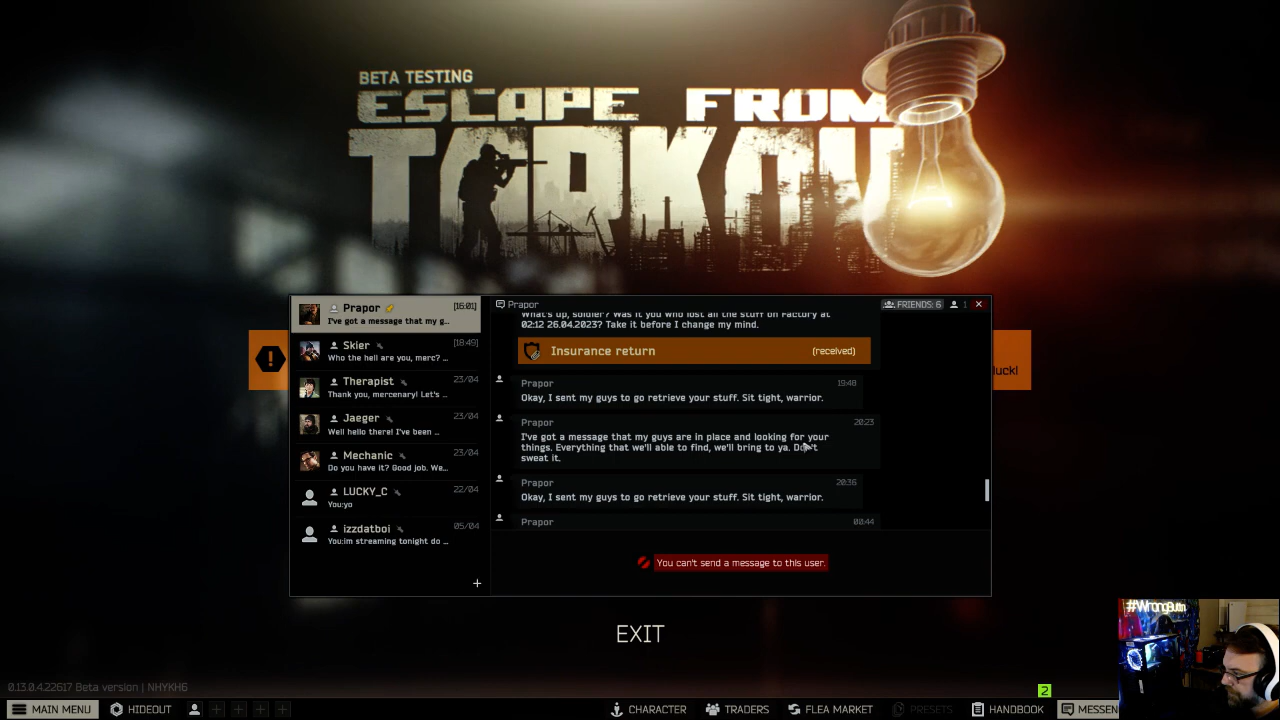 BETA TESTING
ESCAPE FROM
TARKOV
Prapor
[16:01]
I've got a message that my g...
Skier
[18:49]
Who the hell are you, merc? ...
Therapist
23/04
Thank you, mercenary! Let's ...
Jaeger
23/04
Well hello there! I've been ...
Mechanic
23/04
Do you have it? Good job. We...
LUCKY_C
22/04
You:yo
izzdatboi
05/04
You:im streaming tonight do ...
+
Prapor
FRIENDS: 6
1
What's up, soldier? Was it you who lost all the stuff on Factory at
02:12 26.04.2023? Take it before I change my mind.
Insurance return
(received)
Prapor
19:48
Okay, I sent my guys to go retrieve your stuff. Sit tight, warrior.
Prapor
20:23
I've got a message that my guys are in place and looking for your
things. Everything that we'll able to find, we'll bring to ya. Don't
sweat it.
Prapor
20:36
Okay, I sent my guys to go retrieve your stuff. Sit tight, warrior.
Prapor
00:44
You can't send a message to this user.
luck!
EXIT
#WrongButtn
0.13.0.4.22617 Beta version | NHYKH6
2
MAIN MENU
HIDEOUT
CHARACTER
TRADERS
FLEA MARKET
PRESETS
HANDBOOK
MESSEN